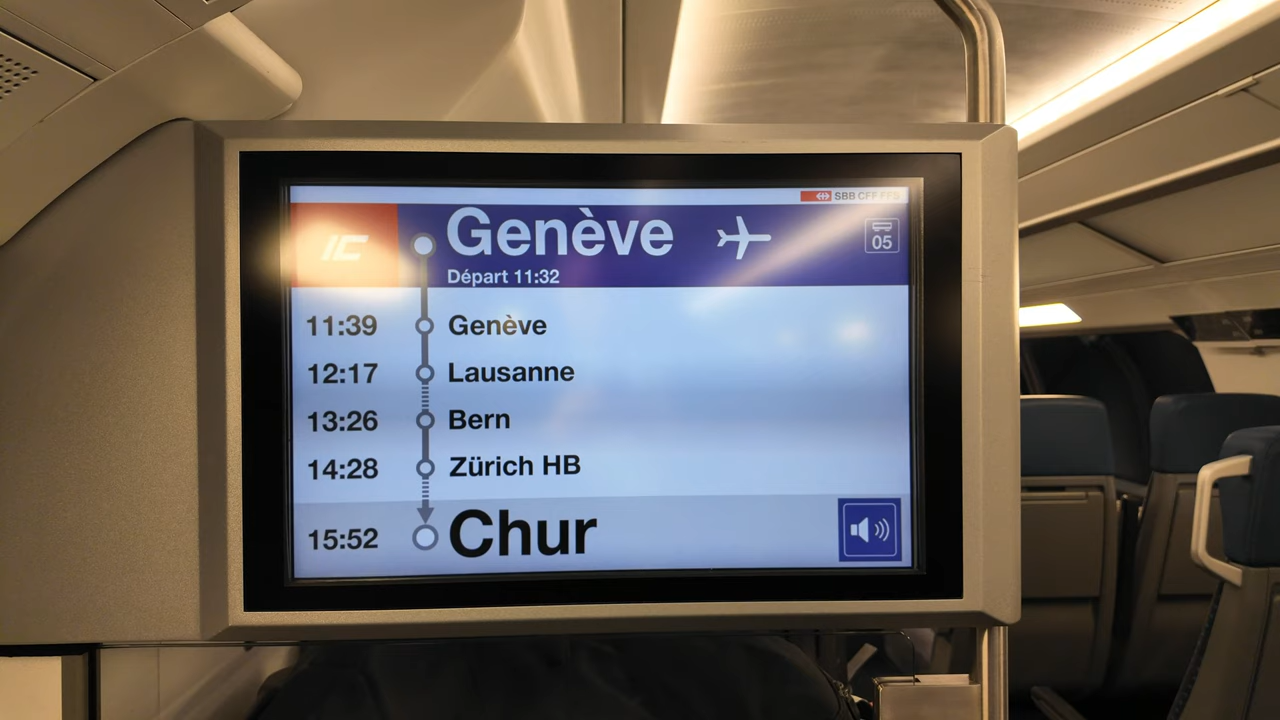 SBB CFF FFS
IC
Genève
05
Départ 11:32
11:39 Genève
12:17 Lausanne
13:26 Bern
14:28 Zürich HB
15:52 Chur